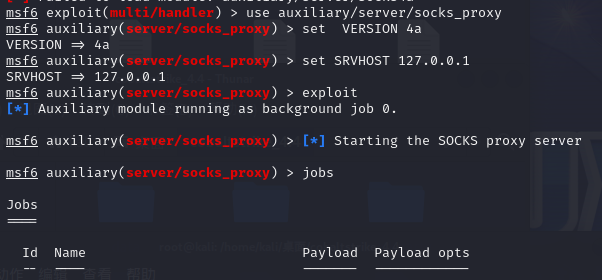 msf6 exploit(multi/handler) > use auxiliary/server/socks_proxy
msf6 auxiliary(server/socks_proxy) > set  VERSION 4a
VERSION => 4a
msf6 auxiliary(server/socks_proxy) > set SRVHOST 127.0.0.1
SRVHOST => 127.0.0.1
msf6 auxiliary(server/socks_proxy) > exploit
[*] Auxiliary module running as background job 0.
msf6 auxiliary(server/socks_proxy) > [*] Starting the SOCKS proxy server
msf6 auxiliary(server/socks_proxy) > jobs
Jobs
====
Id  Name  Payload  Payload opts
--  ----  -------  ------------